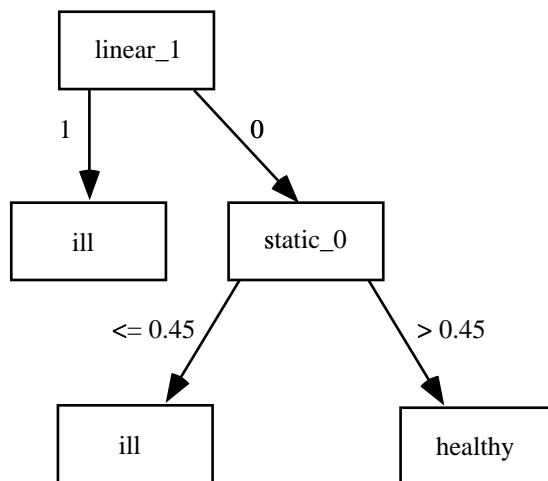 linear_1
1
0
ill
static_0
<= 0.45
> 0.45
ill
healthy